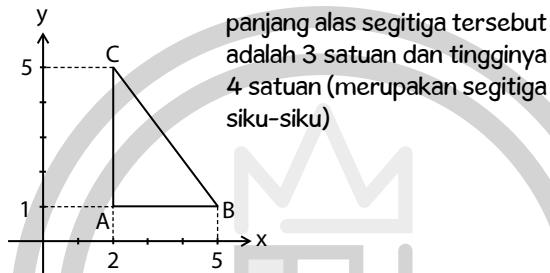 panjang alas segitiga tersebut
adalah 3 satuan dan tingginya
4 satuan (merupakan segitiga
siku-siku)
y
5
C
1
A
B
x
2
5